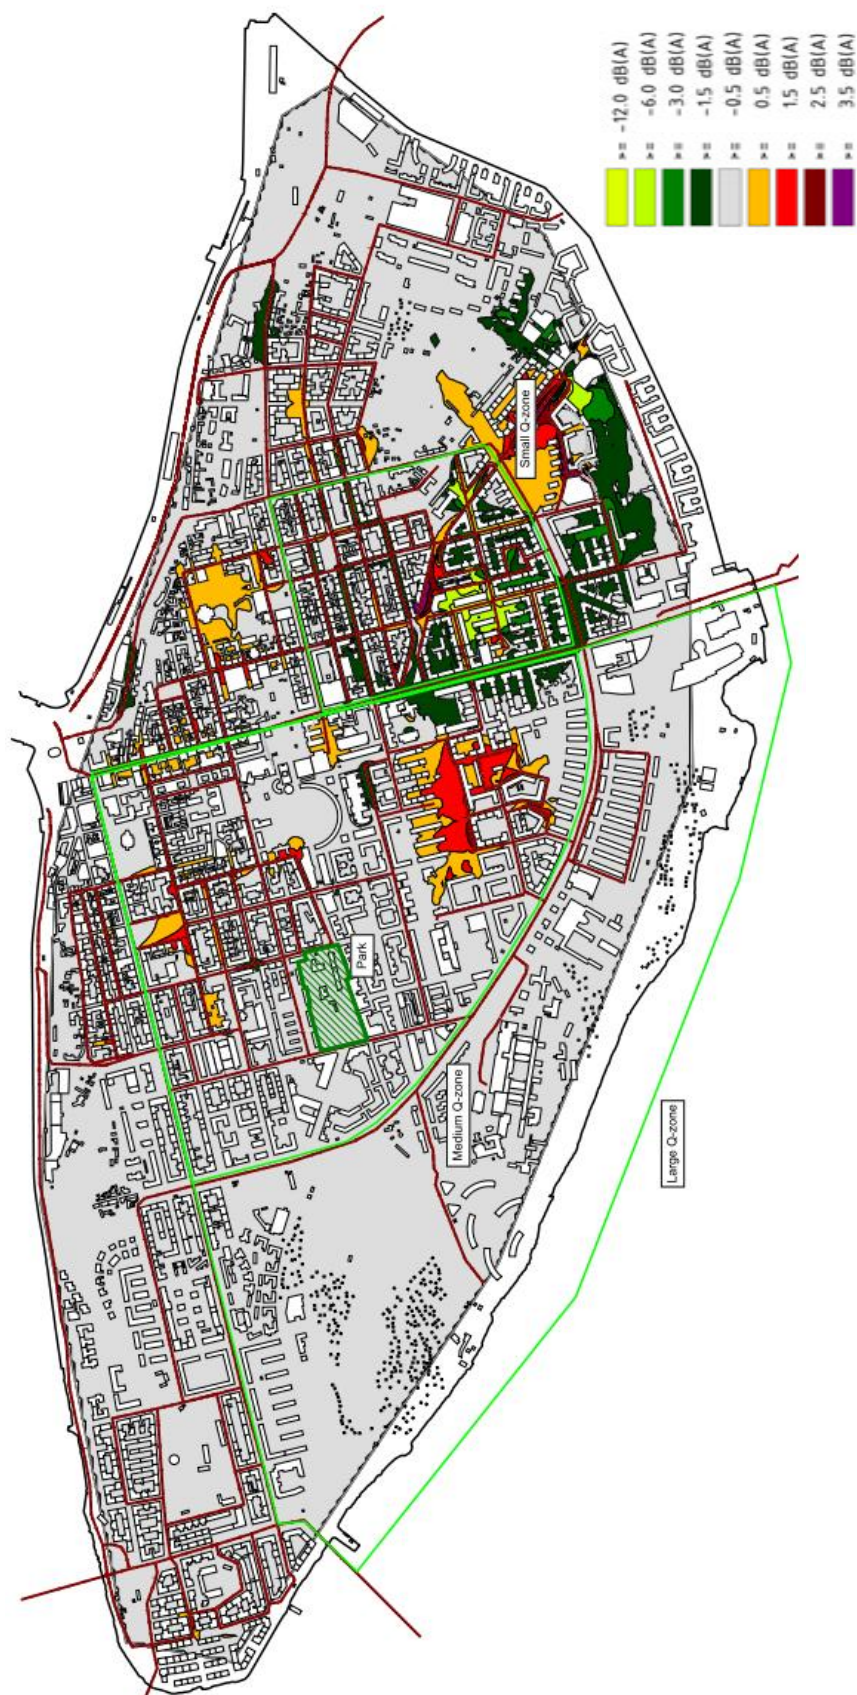 >= -12.0 dB(A)
>= -6.0 dB(A)
>= -3.0 dB(A)
>= -1.5 dB(A)
>= -0.5 dB(A)
>= 0.5 dB(A)
>= 1.5 dB(A)
>= 2.5 dB(A)
>= 3.5 dB(A)
Small Q-zone
Park
Medium Q-zone
Large Q-zone